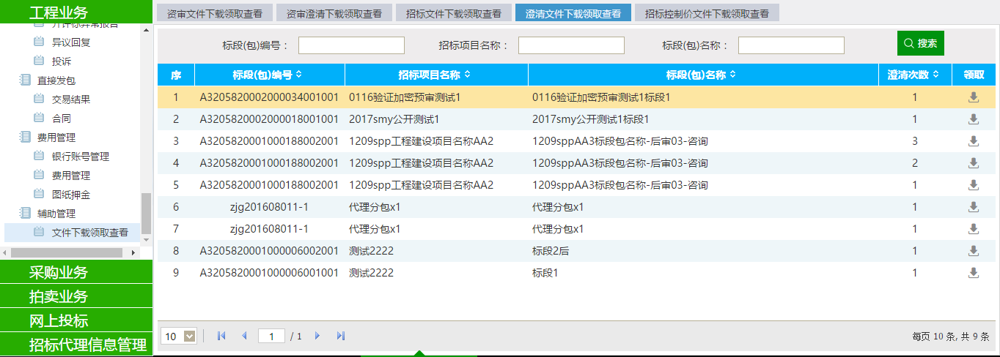 工程业务
开评标异常报告
异议回复
投诉
直接发包
交易结果
合同
费用管理
银行账号管理
费用管理
图纸押金
辅助管理
文件下载领取查看
采购业务
拍卖业务
网上投标
招标代理信息管理
资审文件下载领取查看 资审澄清下载领取查看 招标文件下载领取查看 澄清文件下载领取查看 招标控制价文件下载领取查看
标段(包)编号： 招标项目名称： 标段(包)名称： 搜索
序 标段(包)编号 招标项目名称 标段(包)名称 澄清次数 领取
1 A3205820002000034001001 0116验证加密预审测试1 0116验证加密预审测试1标段1 1
2 A3205820002000018001001 2017smy公开测试1 2017smy公开测试1标段1 1
3 A3205820001000188002001 1209spp工程建设项目名称AA2 1209sppAA3标段包名称-后审03-咨询 3
4 A3205820001000188002001 1209spp工程建设项目名称AA2 1209sppAA3标段包名称-后审03-咨询 2
5 A3205820001000188002001 1209spp工程建设项目名称AA2 1209sppAA3标段包名称-后审03-咨询 1
6 zjg201608011-1 代理分包x1 代理分包x1 1
7 zjg201608011-1 代理分包x1 代理分包x1 1
8 A3205820001000006002001 测试2222 标段2后 1
9 A3205820001000006001001 测试2222 标段1 1
10 1 / 1 每页 10 条, 共 9 条